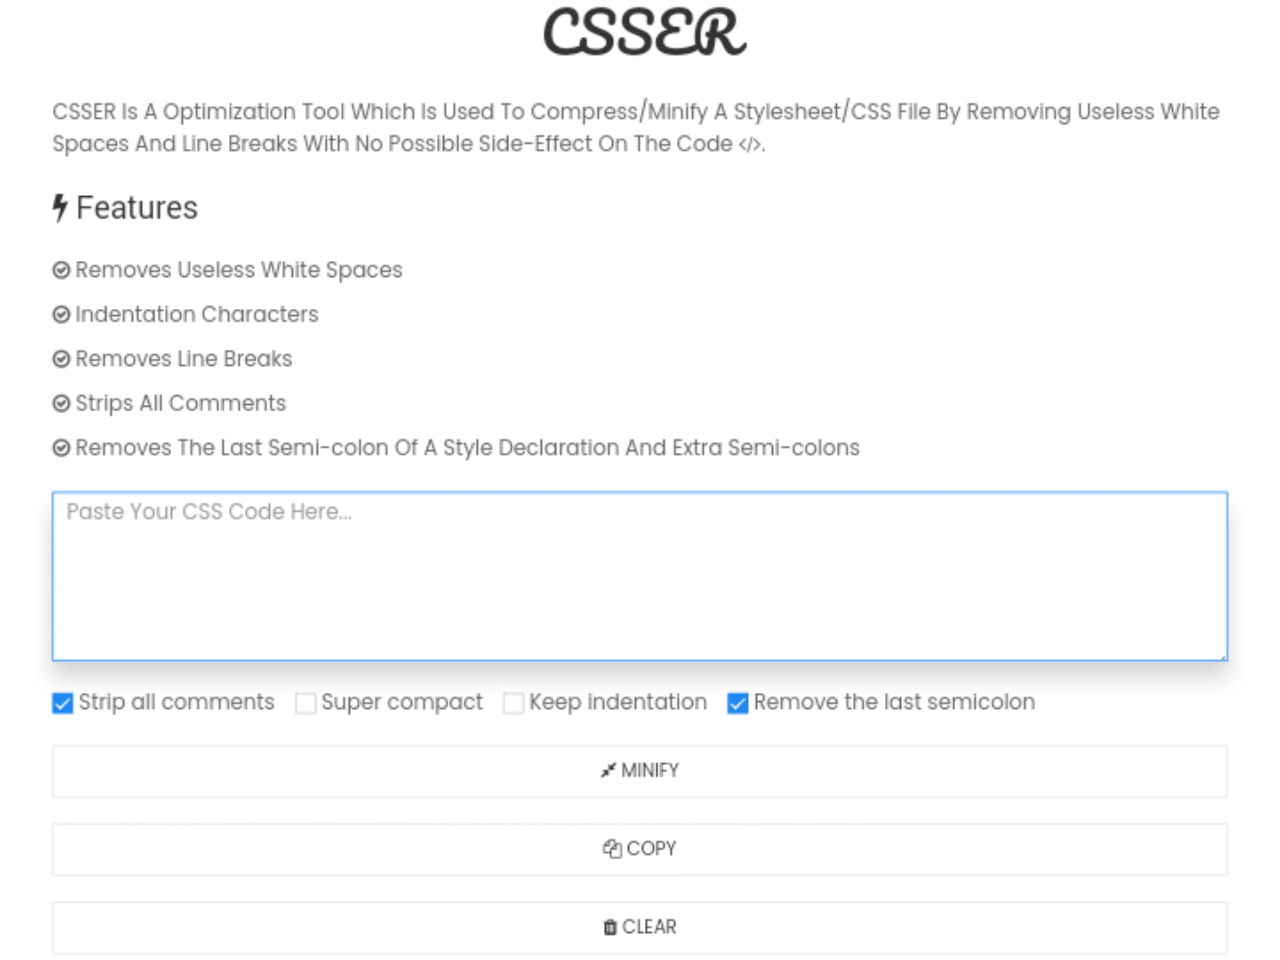 CSSER
CSSER Is A Optimization Tool Which Is Used To Compress/Minify A Stylesheet/CSS File By Removing Useless White
Spaces And Line Breaks With No Possible Side-Effect On The Code </>.
Features
Removes Useless White Spaces
Indentation Characters
Removes Line Breaks
Strips All Comments
Removes The Last Semi-colon Of A Style Declaration And Extra Semi-colons
Paste Your CSS Code Here...
Strip all comments Super compact Keep indentation Remove the last semicolon
MINIFY
COPY
CLEAR